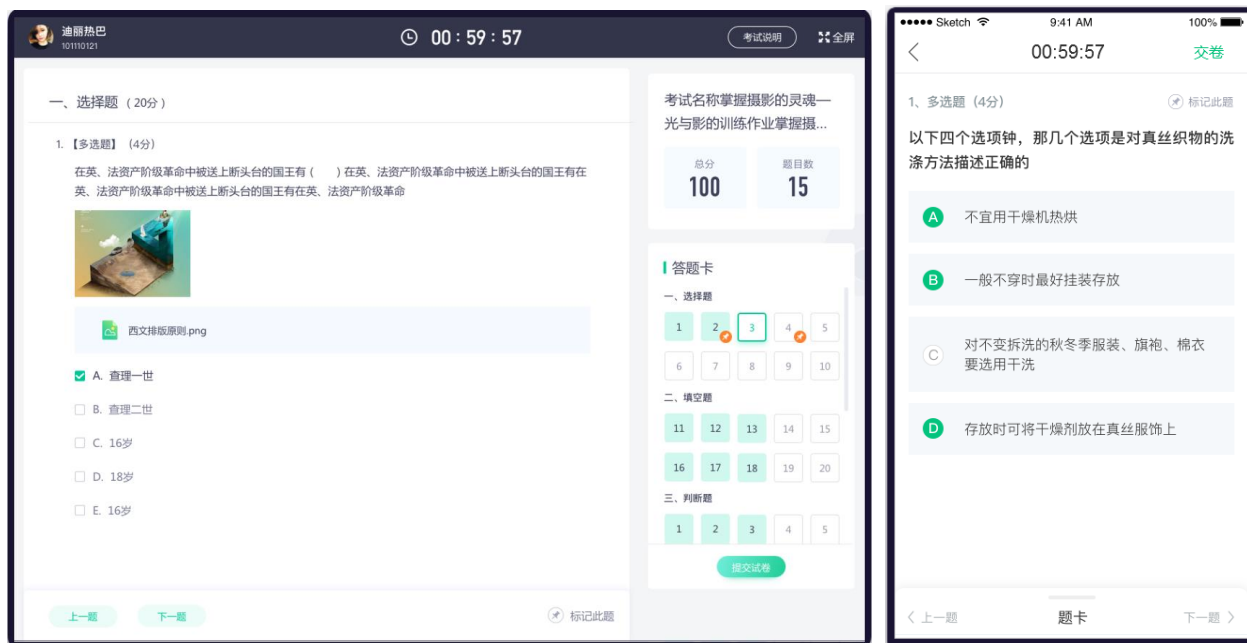 迪丽热巴
101110121
00 : 59 : 57
考试说明
全屏
一、选择题 (20分)
1. 【多选题】 (4分)
在英、法资产阶级革命中被送上断头台的国王有 (  ) 在英、法资产阶级革命中被送上断头台的国王有在
英、法资产阶级革命中被送上断头台的国王有在英、法资产阶级革命
西文排版原则.png
A. 查理一世
B. 查理二世
C. 16岁
D. 18岁
E. 16岁
上一题
下一题
标记此题
考试名称掌握摄影的灵魂—
光与影的训练作业掌握摄...
总分
100
题目数
15
答题卡
一、选择题
1 2 3 4 5
6 7 8 9 10
二、填空题
11 12 13 14 15
16 17 18 19 20
三、判断题
1 2 3 4 5
提交试卷
Sketch
9:41 AM
100%
00:59:57
交卷
1、多选题（4分）
标记此题
以下四个选项钟，那几个选项是对真丝织物的洗
涤方法描述正确的
A 不宜用干燥机热烘
B 一般不穿时最好挂装存放
C 对不变拆洗的秋冬季服装、旗袍、棉衣
要选用干洗
D 存放时可将干燥剂放在真丝服饰上
上一题
题卡
下一题